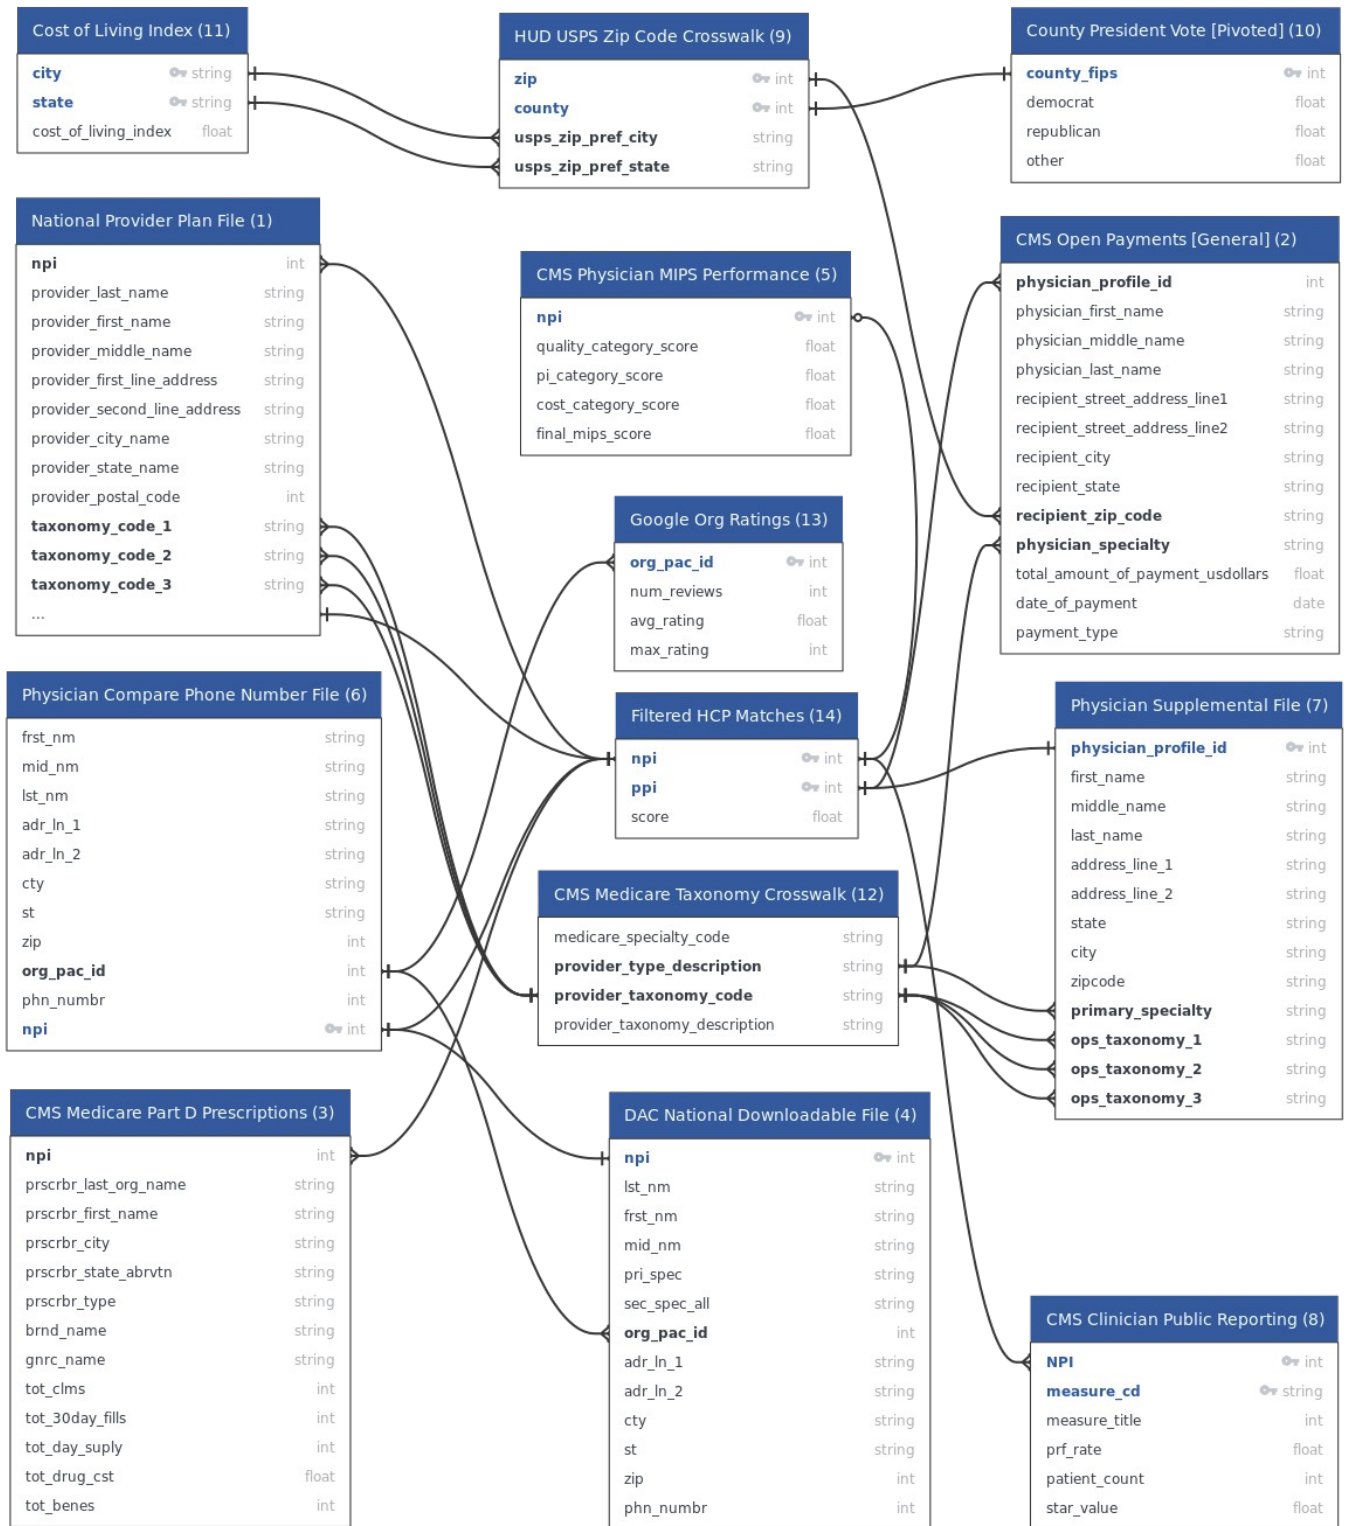 Cost of Living Index (11)
city string
state string
cost_of_living_index float
HUD USPS Zip Code Crosswalk (9)
zip int
county int
usps_zip_pref_city string
usps_zip_pref_state string
County President Vote [Pivoted] (10)
county_fips int
democrat float
republican float
other float
National Provider Plan File (1)
npi int
provider_last_name string
provider_first_name string
provider_middle_name string
provider_first_line_address string
provider_second_line_address string
provider_city_name string
provider_state_name string
provider_postal_code int
taxonomy_code_1 string
taxonomy_code_2 string
taxonomy_code_3 string
...
CMS Physician MIPS Performance (5)
npi int
quality_category_score float
pi_category_score float
cost_category_score float
final_mips_score float
CMS Open Payments [General] (2)
physician_profile_id int
physician_first_name string
physician_middle_name string
physician_last_name string
recipient_street_address_line1 string
recipient_street_address_line2 string
recipient_city string
recipient_state string
recipient_zip_code string
physician_specialty string
total_amount_of_payment_usdollars float
date_of_payment date
payment_type string
Google Org Ratings (13)
org_pac_id int
num_reviews int
avg_rating float
max_rating int
Physician Compare Phone Number File (6)
frst_nm string
mid_nm string
lst_nm string
adr_ln_1 string
adr_ln_2 string
cty string
st string
zip int
org_pac_id int
phn_numbr int
npi int
Filtered HCP Matches (14)
npi int
ppi int
score float
Physician Supplemental File (7)
physician_profile_id int
first_name string
middle_name string
last_name string
address_line_1 string
address_line_2 string
state string
city string
zipcode string
primary_specialty string
ops_taxonomy_1 string
ops_taxonomy_2 string
ops_taxonomy_3 string
CMS Medicare Taxonomy Crosswalk (12)
medicare_specialty_code string
provider_type_description string
provider_taxonomy_code string
provider_taxonomy_description string
CMS Medicare Part D Prescriptions (3)
npi int
prscrbr_last_org_name string
prscrbr_first_name string
prscrbr_city string
prscrbr_state_abrvtn string
prscrbr_type string
brnd_name string
gnrc_name string
tot_clms int
tot_30day_fills int
tot_day_suply int
tot_drug_cst float
tot_benes int
DAC National Downloadable File (4)
npi int
lst_nm string
frst_nm string
mid_nm string
pri_spec string
sec_spec_all string
org_pac_id int
adr_ln_1 string
adr_ln_2 string
cty string
st string
zip int
phn_numbr int
CMS Clinician Public Reporting (8)
NPI int
measure_cd string
measure_title int
prf_rate float
patient_count int
star_value float